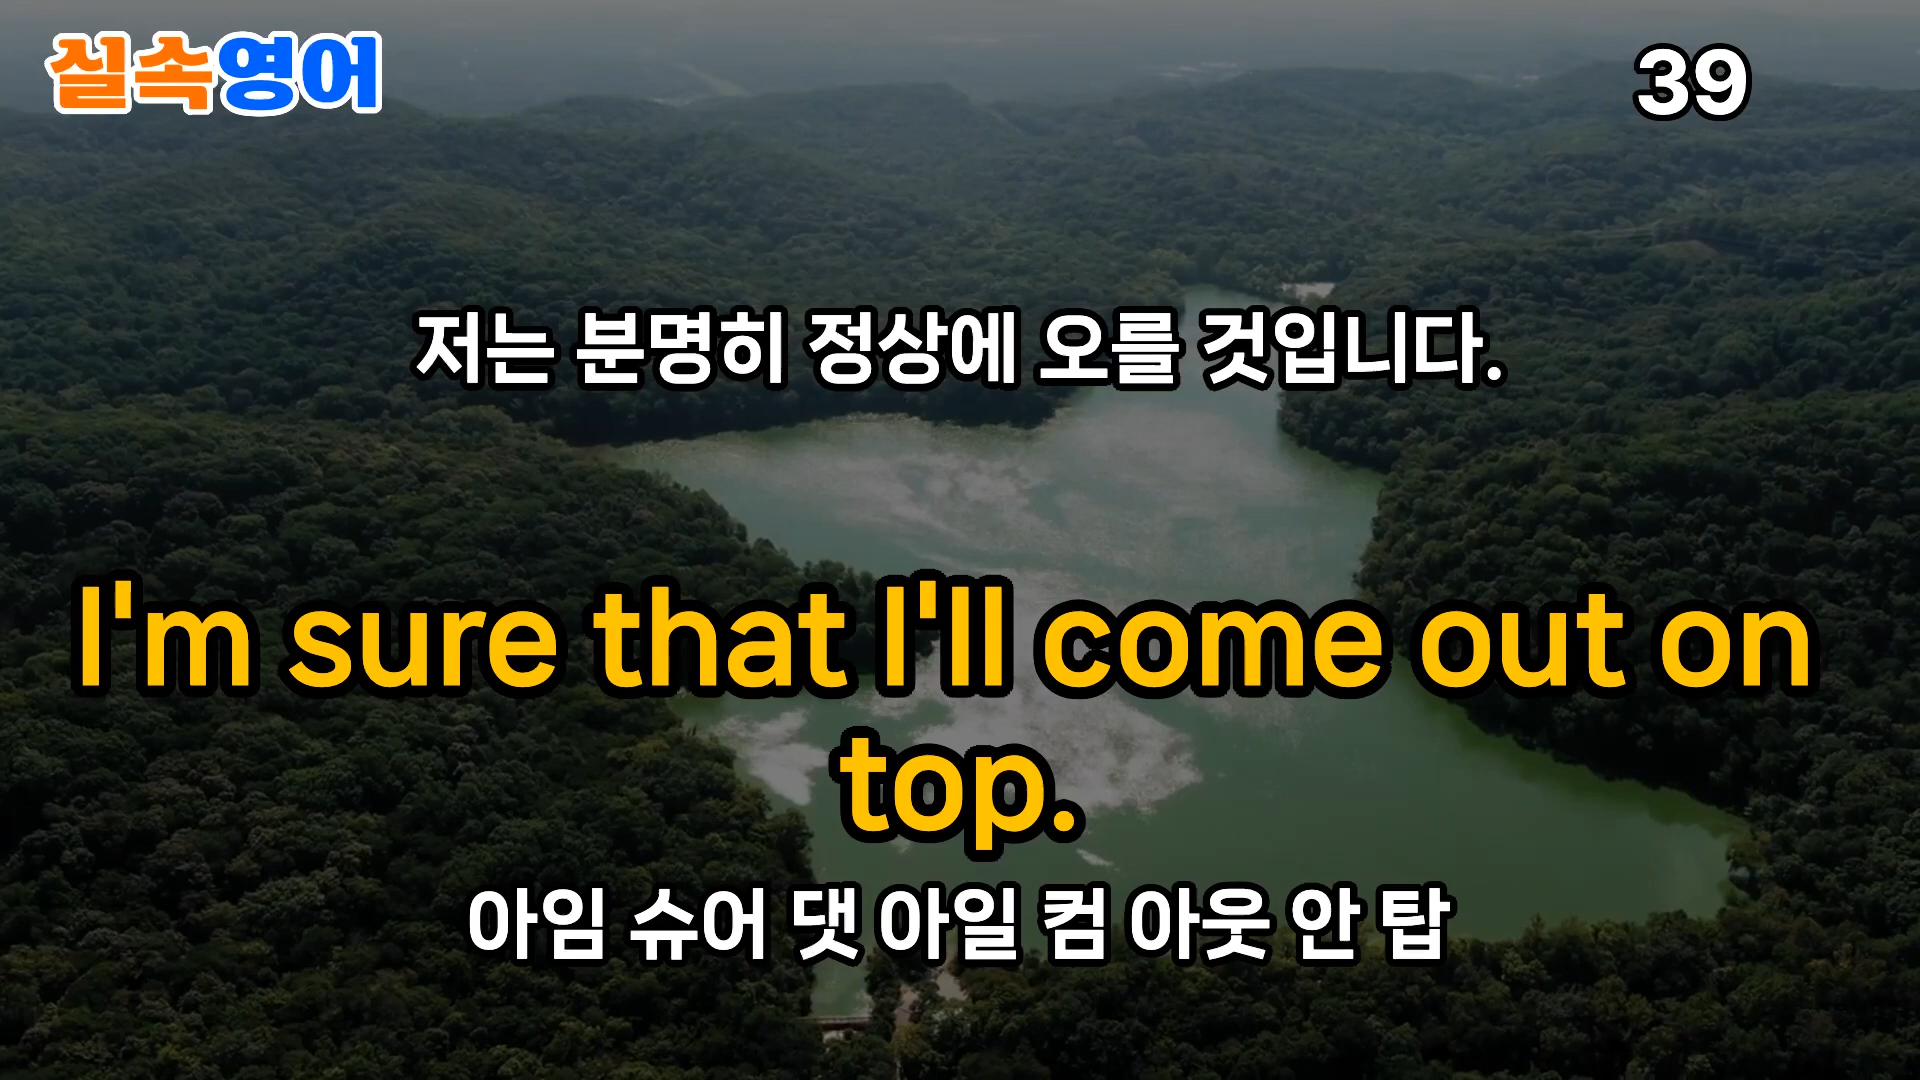 실속영어
39
저는 분명히 정상에 오를 것입니다.
I'm sure that I'll come out on
top.
아임 슈어 댓 아일 컴 아웃 안 탑